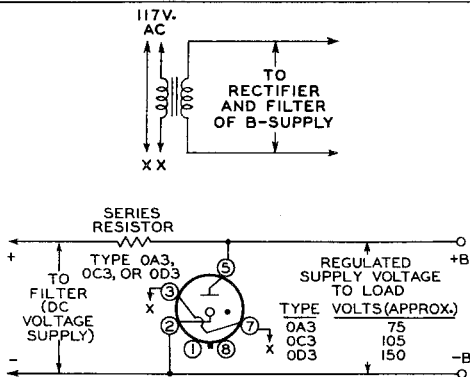 117V.
AC
TO
RECTIFIER
AND FILTER
OF B-SUPPLY
X X
SERIES
RESISTOR
+
TYPE 0A3,
0C3, OR 0D3
5
+B
TO
FILTER
(DC
VOLTAGE
SUPPLY)
3
X
2
7
X
1
8
REGULATED
SUPPLY VOLTAGE
TO LOAD
TYPE VOLTS (APPROX.)
0A3 75
0C3 105
0D3 150
-
-B